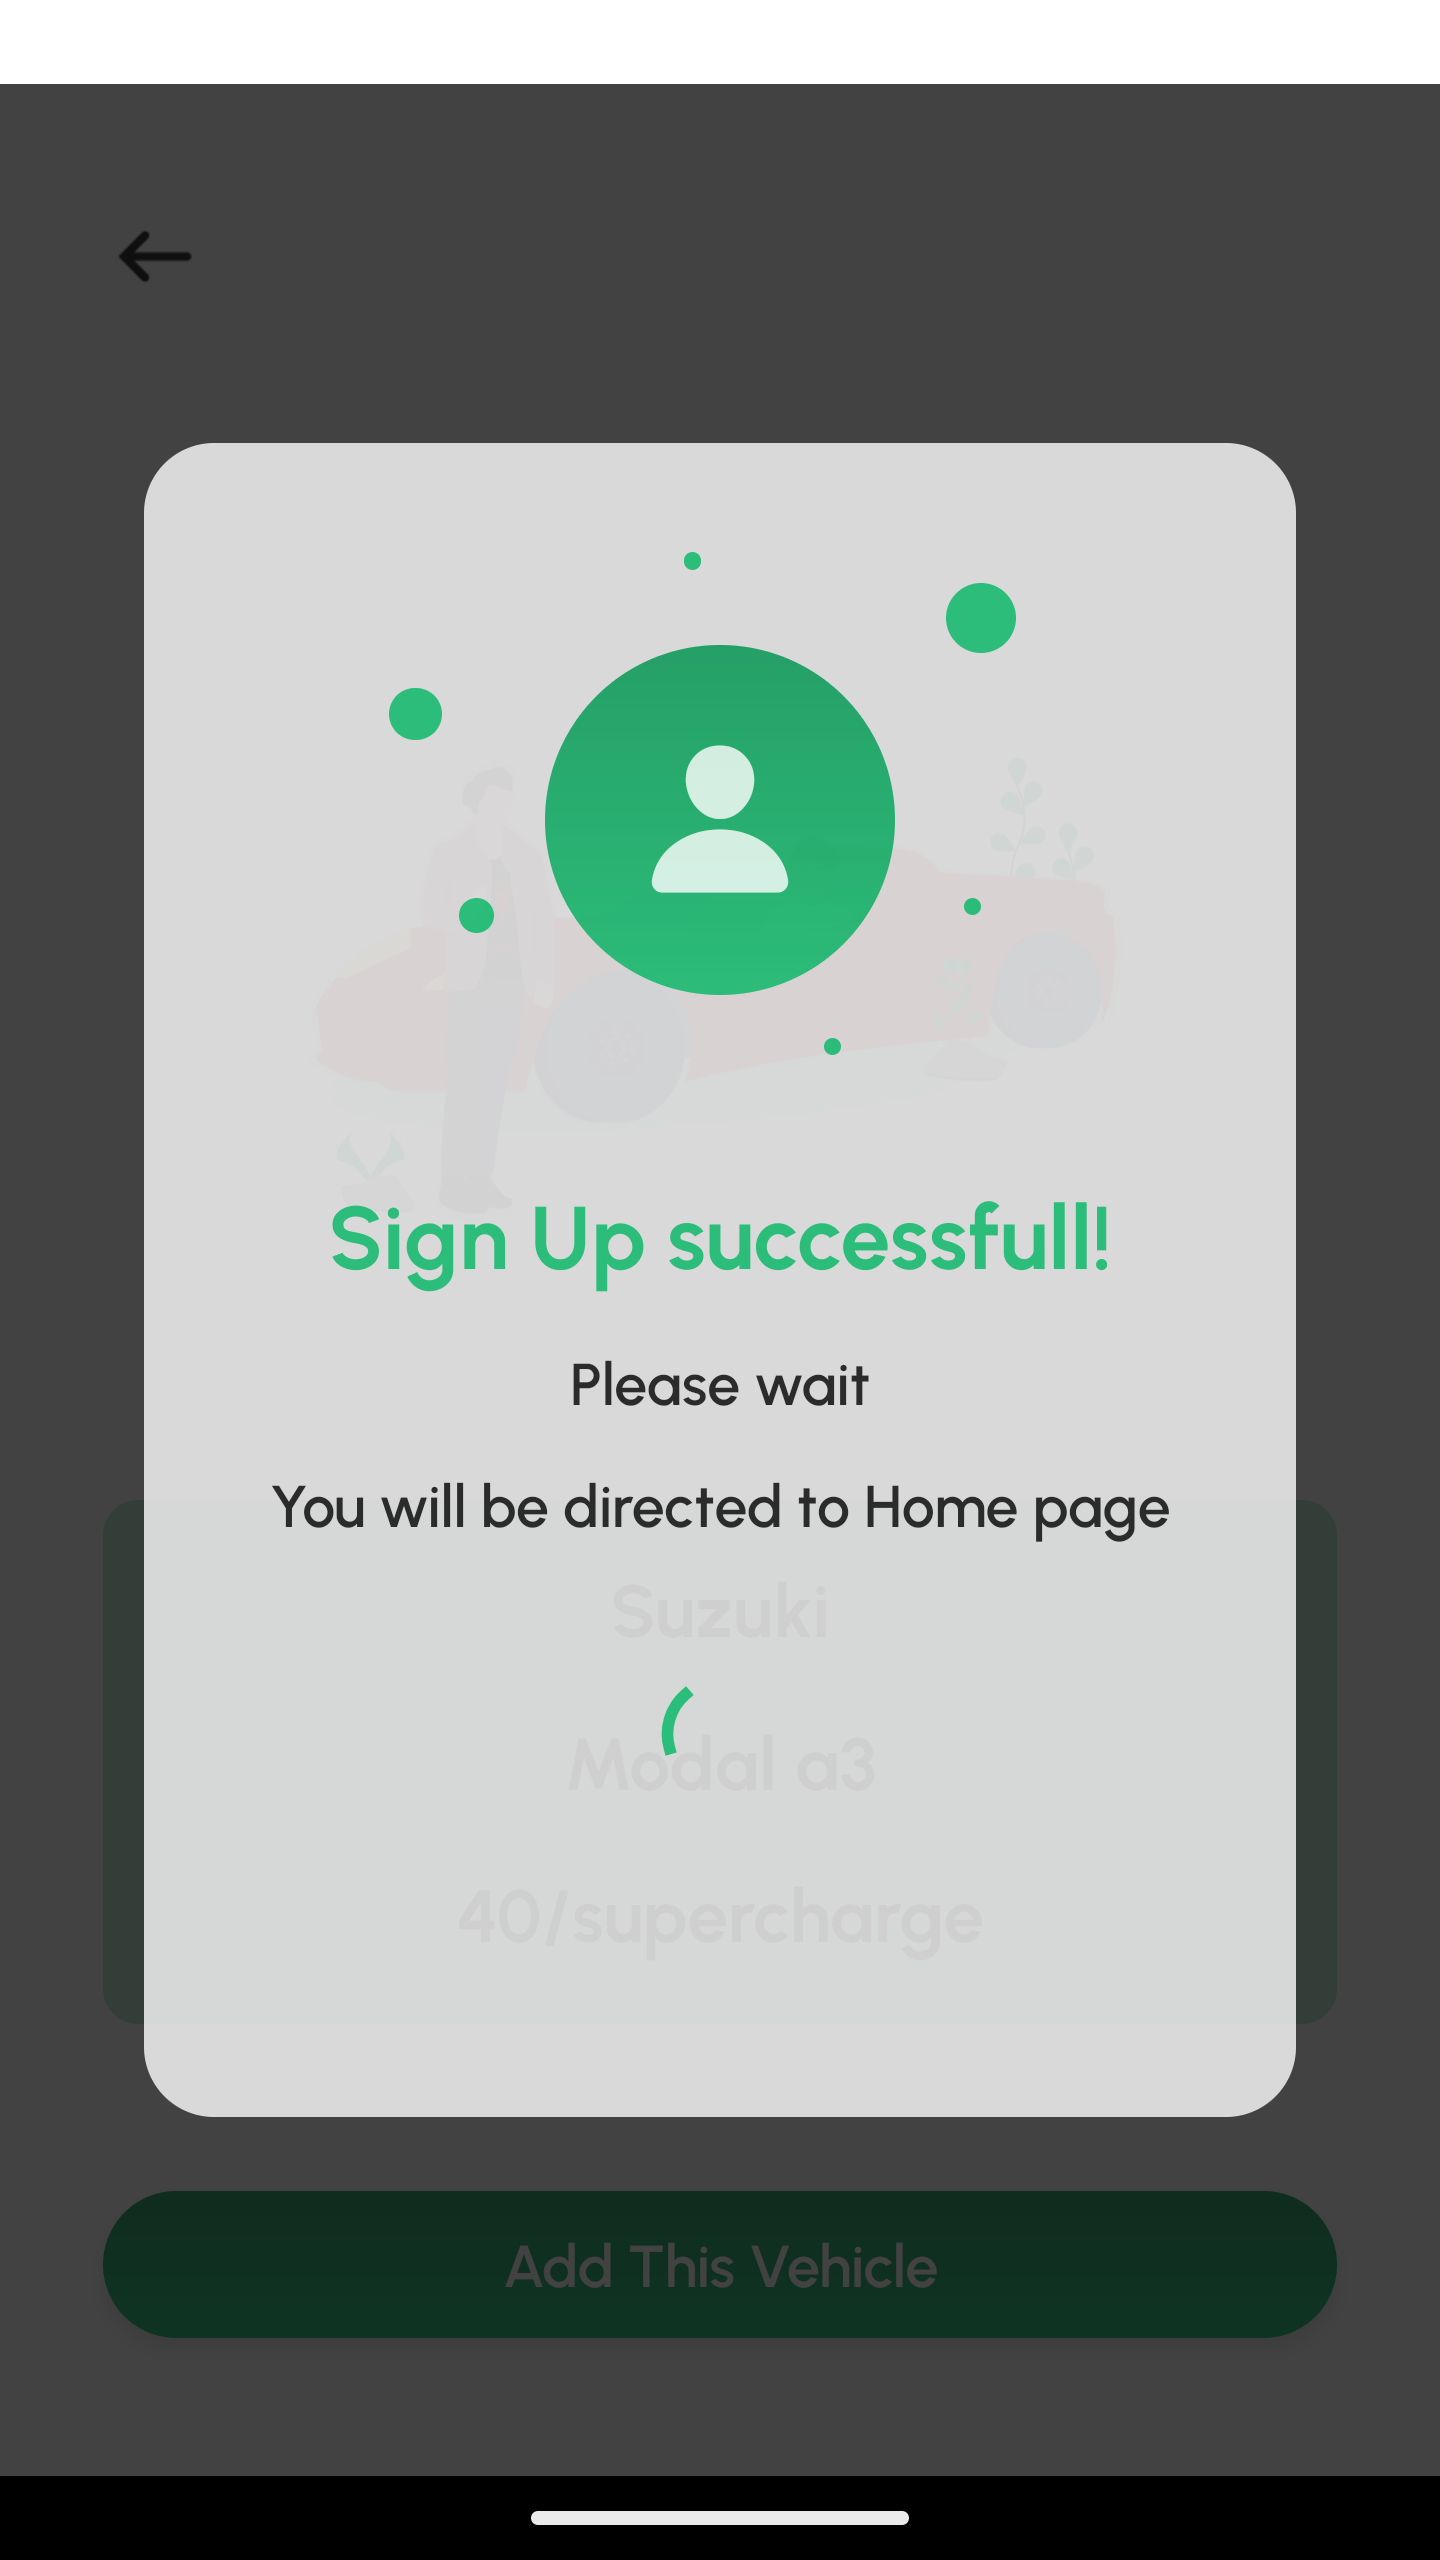 Sign Up successfull!
Please wait
You will be directed to Home page
Suzuki
Modal a3
40/supercharge
Add This Vehicle